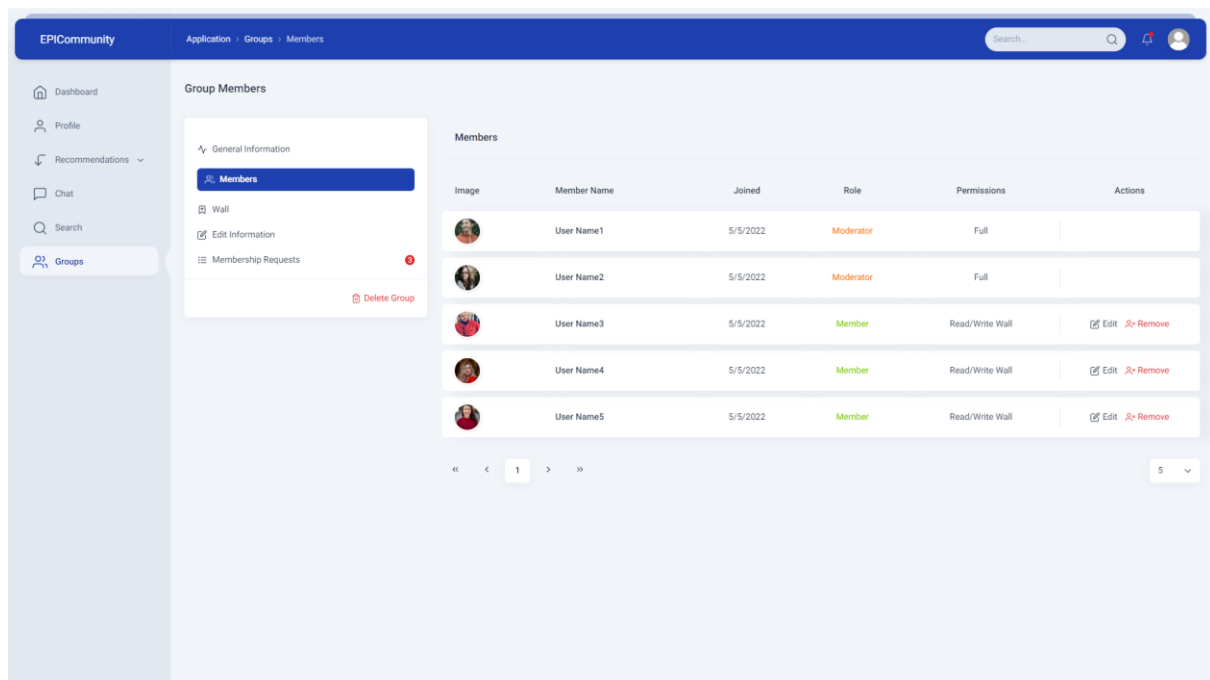 EPICommunity
Application > Groups > Members
Search...
Dashboard
Profile
Recommendations
Chat
Search
Groups
Group Members
General Information
Members
Wall
Edit Information
Membership Requests 3
Delete Group
Members
Image Member Name Joined Role Permissions Actions
User Name1 5/5/2022 Moderator Full
User Name2 5/5/2022 Moderator Full
User Name3 5/5/2022 Member Read/Write Wall Edit Remove
User Name4 5/5/2022 Member Read/Write Wall Edit Remove
User Name5 5/5/2022 Member Read/Write Wall Edit Remove
« < 1 > » 5